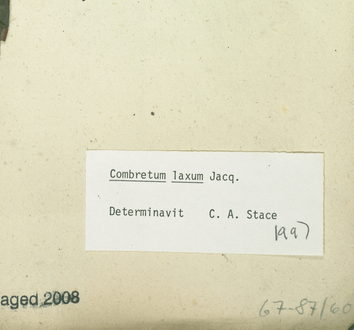 Combretum laxum Jacq.
Determinavit C. A. Stace
1997
aged 2008
67-87/60